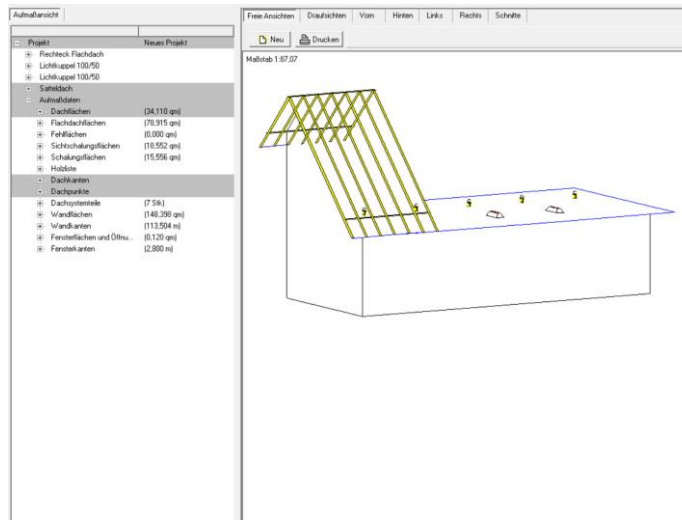 Aufmaßansicht
Projekt Neues Projekt
Rechteck Flachdach
Lichtkuppel 100/50
Lichtkuppel 100/50
Satteldach
Aufmaßdaten
Dachflächen (34,110 qm)
Flachdachflächen (78,915 qm)
Fehlflächen (0,000 qm)
Sichtschalungsflächen (18,552 qm)
Schalungsflächen (15,556 qm)
Holzliste
Dachkanten
Dachpunkte
Dachsystemteile (7 Stk)
Wandflächen (148,398 qm)
Wandkanten (113,504 m)
Fensterflächen und Öffnu... (0,120 qm)
Fensterkanten (2,800 m)
Freie Ansichten Draufsichten Vorn Hinten Links Rechts Schnitte
Neu Drucken
Maßstab 1:87,07